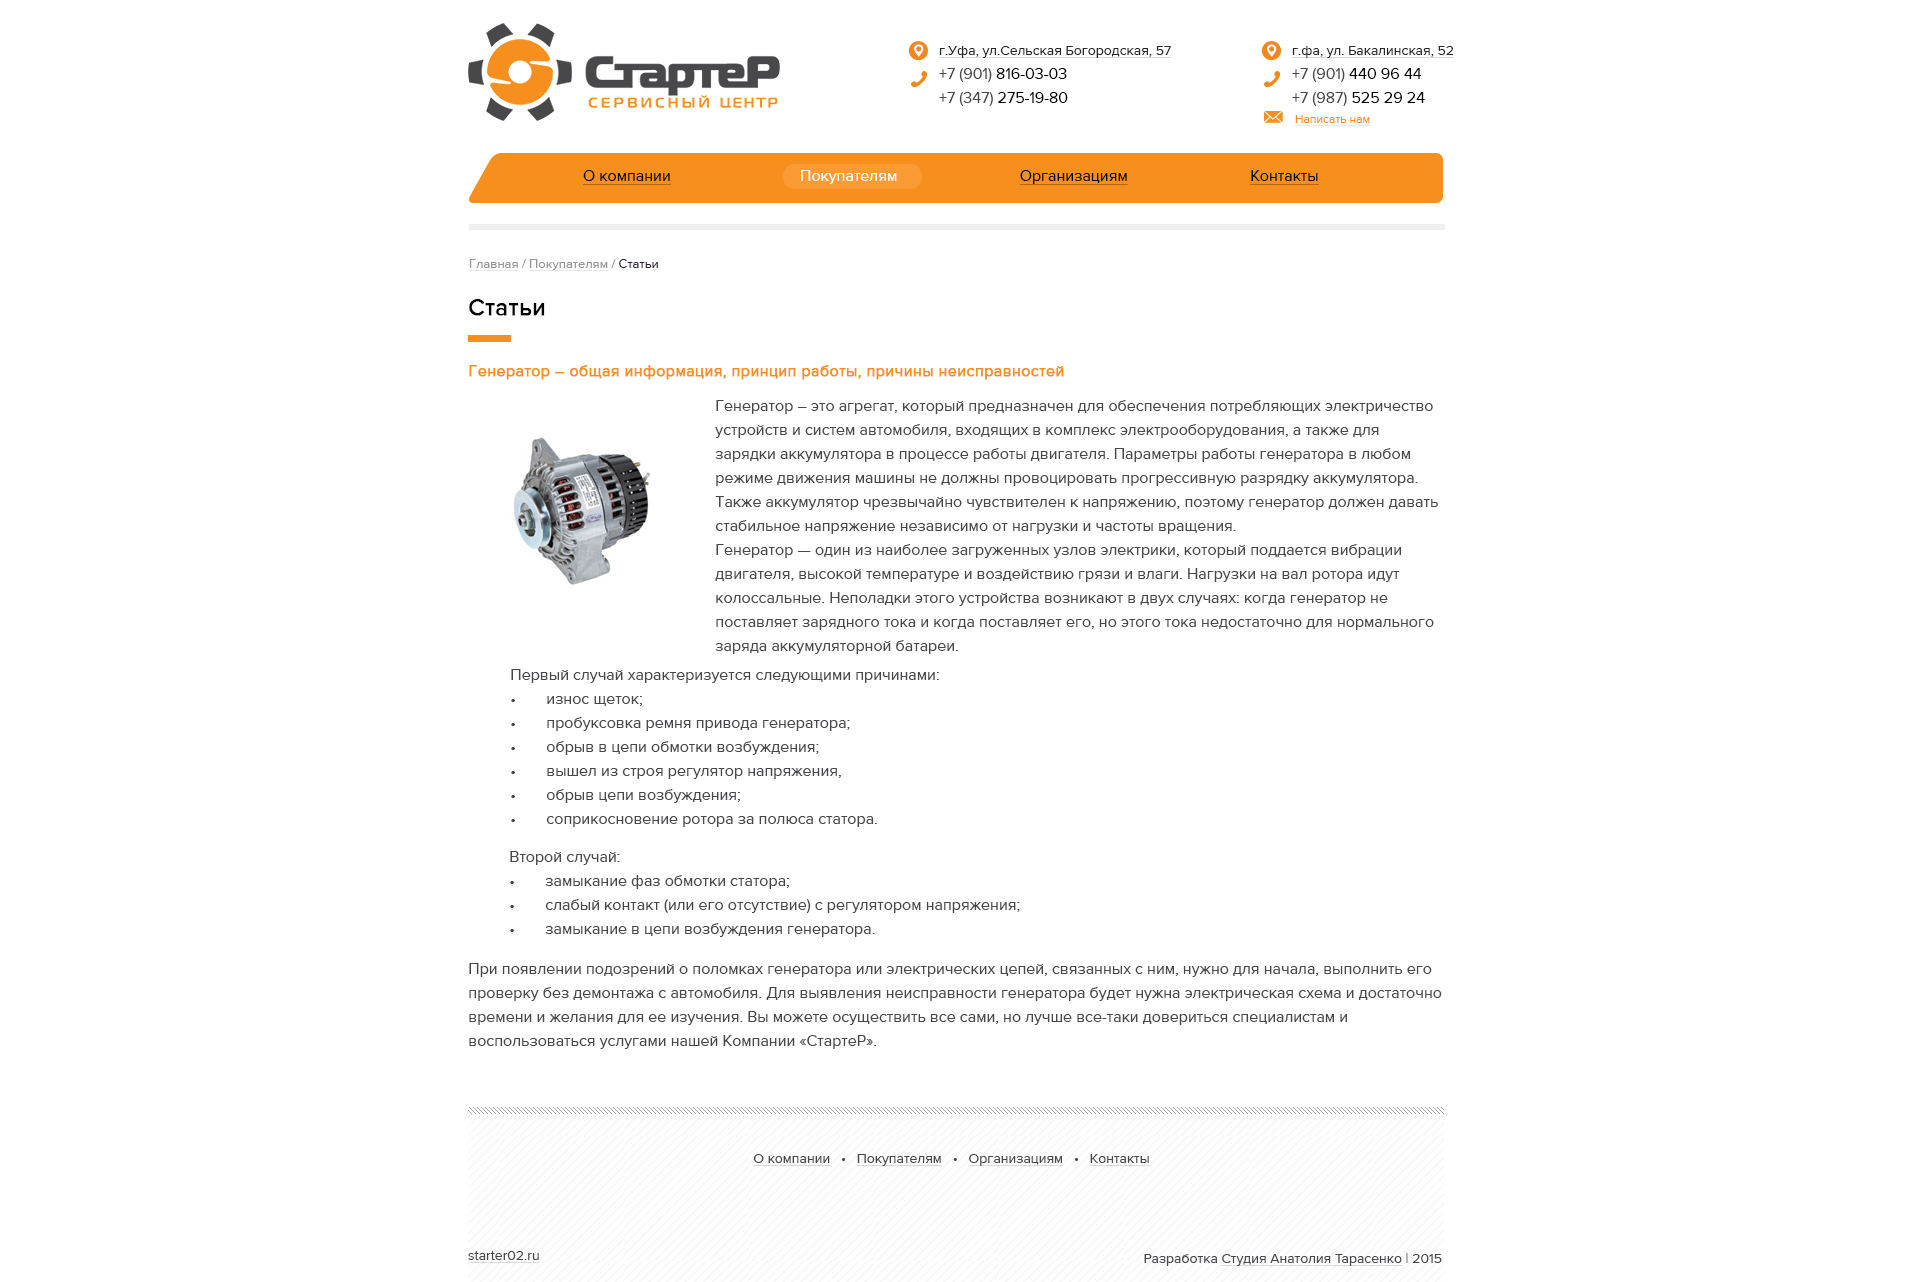 СтартеР
СЕРВИСНЫЙ ЦЕНТР
г.Уфа, ул.Сельская Богородская, 57
+7 (901) 816-03-03
+7 (347) 275-19-80
г.фа, ул. Бакалинская, 52
+7 (901) 440 96 44
+7 (987) 525 29 24
Написать нам
О компании
Покупателям
Организациям
Контакты
Главная / Покупателям / Статьи
Статьи
Генератор – общая информация, принцип работы, причины неисправностей
Генератор – это агрегат, который предназначен для обеспечения потребляющих электричество
устройств и систем автомобиля, входящих в комплекс электрооборудования, а также для
зарядки аккумулятора в процессе работы двигателя. Параметры работы генератора в любом
режиме движения машины не должны провоцировать прогрессивную разрядку аккумулятора.
Также аккумулятор чрезвычайно чувствителен к напряжению, поэтому генератор должен давать
стабильное напряжение независимо от нагрузки и частоты вращения.
Генератор — один из наиболее загруженных узлов электрики, который поддается вибрации
двигателя, высокой температуре и воздействию грязи и влаги. Нагрузки на вал ротора идут
колоссальные. Неполадки этого устройства возникают в двух случаях: когда генератор не
поставляет зарядного тока и когда поставляет его, но этого тока недостаточно для нормального
заряда аккумуляторной батареи.
Первый случай характеризуется следующими причинами:
• износ щеток;
• пробуксовка ремня привода генератора;
• обрыв в цепи обмотки возбуждения;
• вышел из строя регулятор напряжения,
• обрыв цепи возбуждения;
• соприкосновение ротора за полюса статора.
Второй случай:
• замыкание фаз обмотки статора;
• слабый контакт (или его отсутствие) с регулятором напряжения;
• замыкание в цепи возбуждения генератора.
При появлении подозрений о поломках генератора или электрических цепей, связанных с ним, нужно для начала, выполнить его
проверку без демонтажа с автомобиля. Для выявления неисправности генератора будет нужна электрическая схема и достаточно
времени и желания для ее изучения. Вы можете осуществить все сами, но лучше все-таки довериться специалистам и
воспользоваться услугами нашей Компании «СтартеР».
О компании • Покупателям • Организациям • Контакты
starter02.ru
Разработка Студия Анатолия Тарасенко | 2015